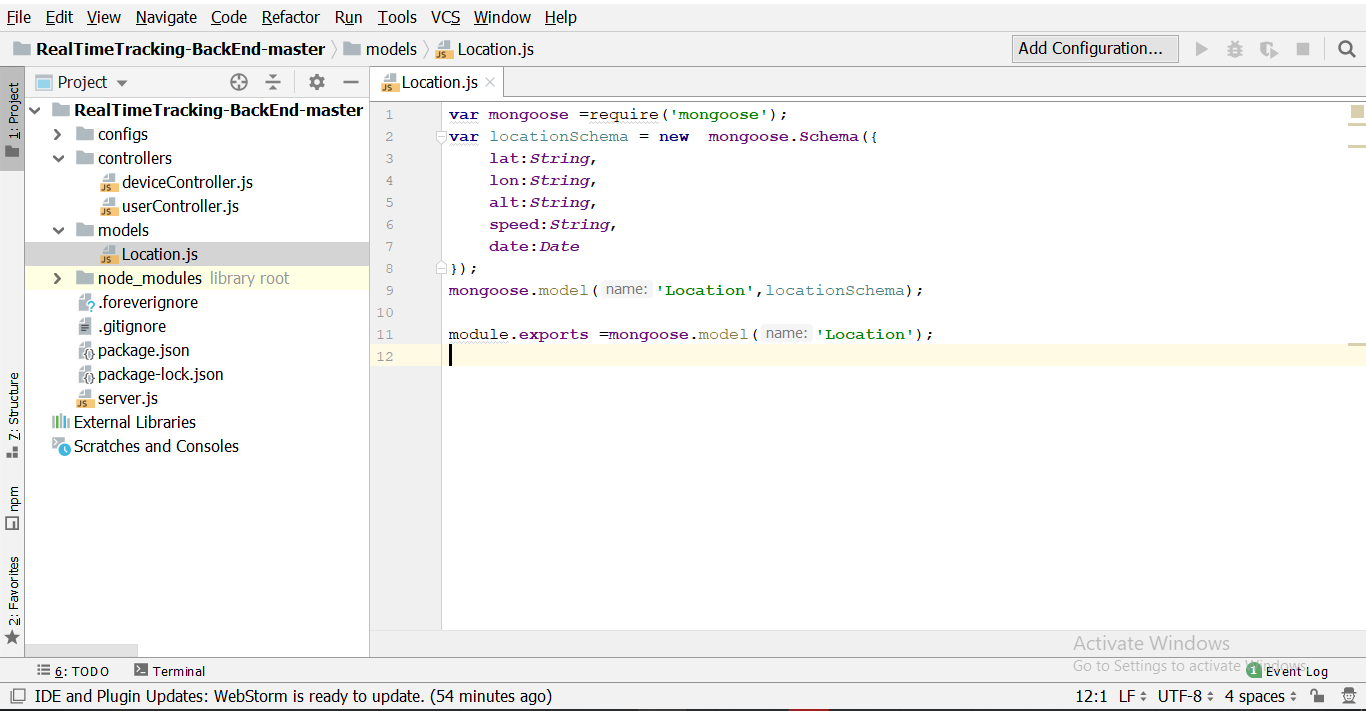 File Edit View Navigate Code Refactor Run Tools VCS Window Help
RealTimeTracking-BackEnd-master models Location.js Add Configuration...
1: Project
Project
Location.js
RealTimeTracking-BackEnd-master
configs
controllers
deviceController.js
userController.js
models
Location.js
node_modules library root
.foreverignore
.gitignore
package.json
package-lock.json
server.js
External Libraries
Scratches and Consoles
Z: Structure
npm
2: Favorites
1 var mongoose =require('mongoose');
2 var locationSchema = new  mongoose.Schema({
3 lat:String,
4 lon:String,
5 alt:String,
6 speed:String,
7 date:Date
8 });
9 mongoose.model( name: 'Location',locationSchema);
10
11 module.exports =mongoose.model( name: 'Location');
12
Activate Windows
Go to Settings to activate Windows.
6: TODO Terminal 1 Event Log
IDE and Plugin Updates: WebStorm is ready to update. (54 minutes ago) 12:1 LF UTF-8 4 spaces